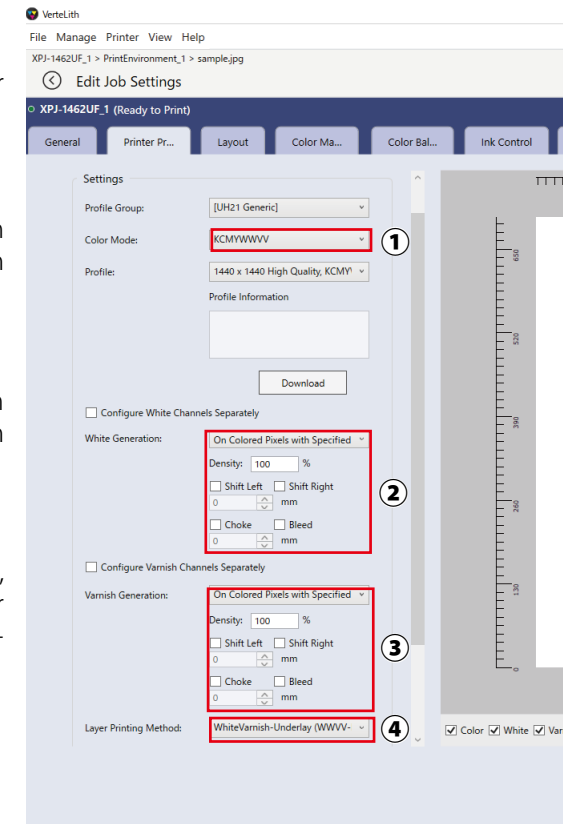 VerteLith
File Manage Printer View Help
XPJ-1462UF_1 > PrintEnvironment_1 > sample.jpg
Edit Job Settings
XPJ-1462UF_1 (Ready to Print)
General Printer Pr... Layout Color Ma... Color Bal... Ink Control
Settings
Profile Group: [UH21 Generic]
Color Mode: KCMYWWVV ①
Profile: 1440 x 1440 High Quality, KCMY
Profile Information
Download
Configure White Channels Separately
White Generation: On Colored Pixels with Specified
Density: 100 %
Shift Left Shift Right
0 mm
②
Choke Bleed
0 mm
Configure Varnish Channels Separately
Varnish Generation: On Colored Pixels with Specified
Density: 100 %
Shift Left Shift Right
0 mm
③
Choke Bleed
0 mm
Layer Printing Method: WhiteVarnish-Underlay (WWVV- ④
650
520
390
260
130
0
Color White Var